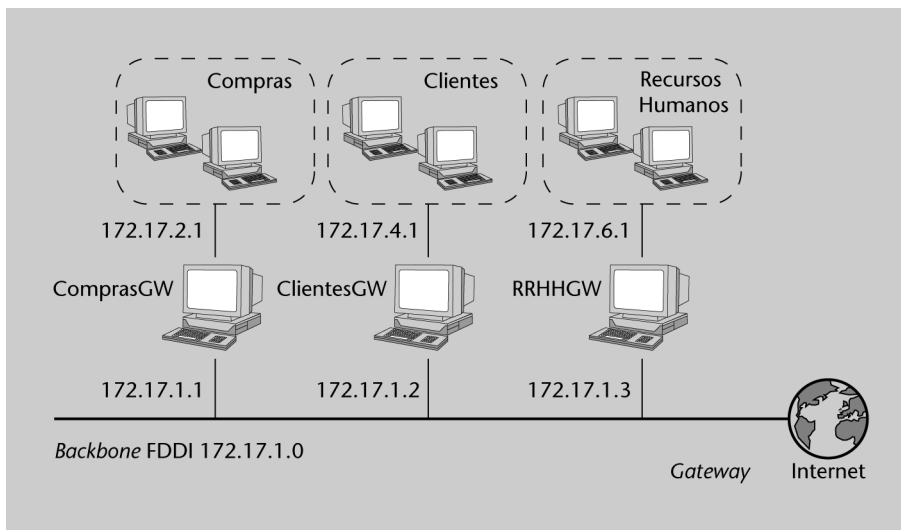 Compras
Clientes
Recursos
Humanos
172.17.2.1
172.17.4.1
172.17.6.1
ComprasGW
ClientesGW
RRHHGW
172.17.1.1
172.17.1.2
172.17.1.3
Backbone FDDI 172.17.1.0
Gateway
Internet